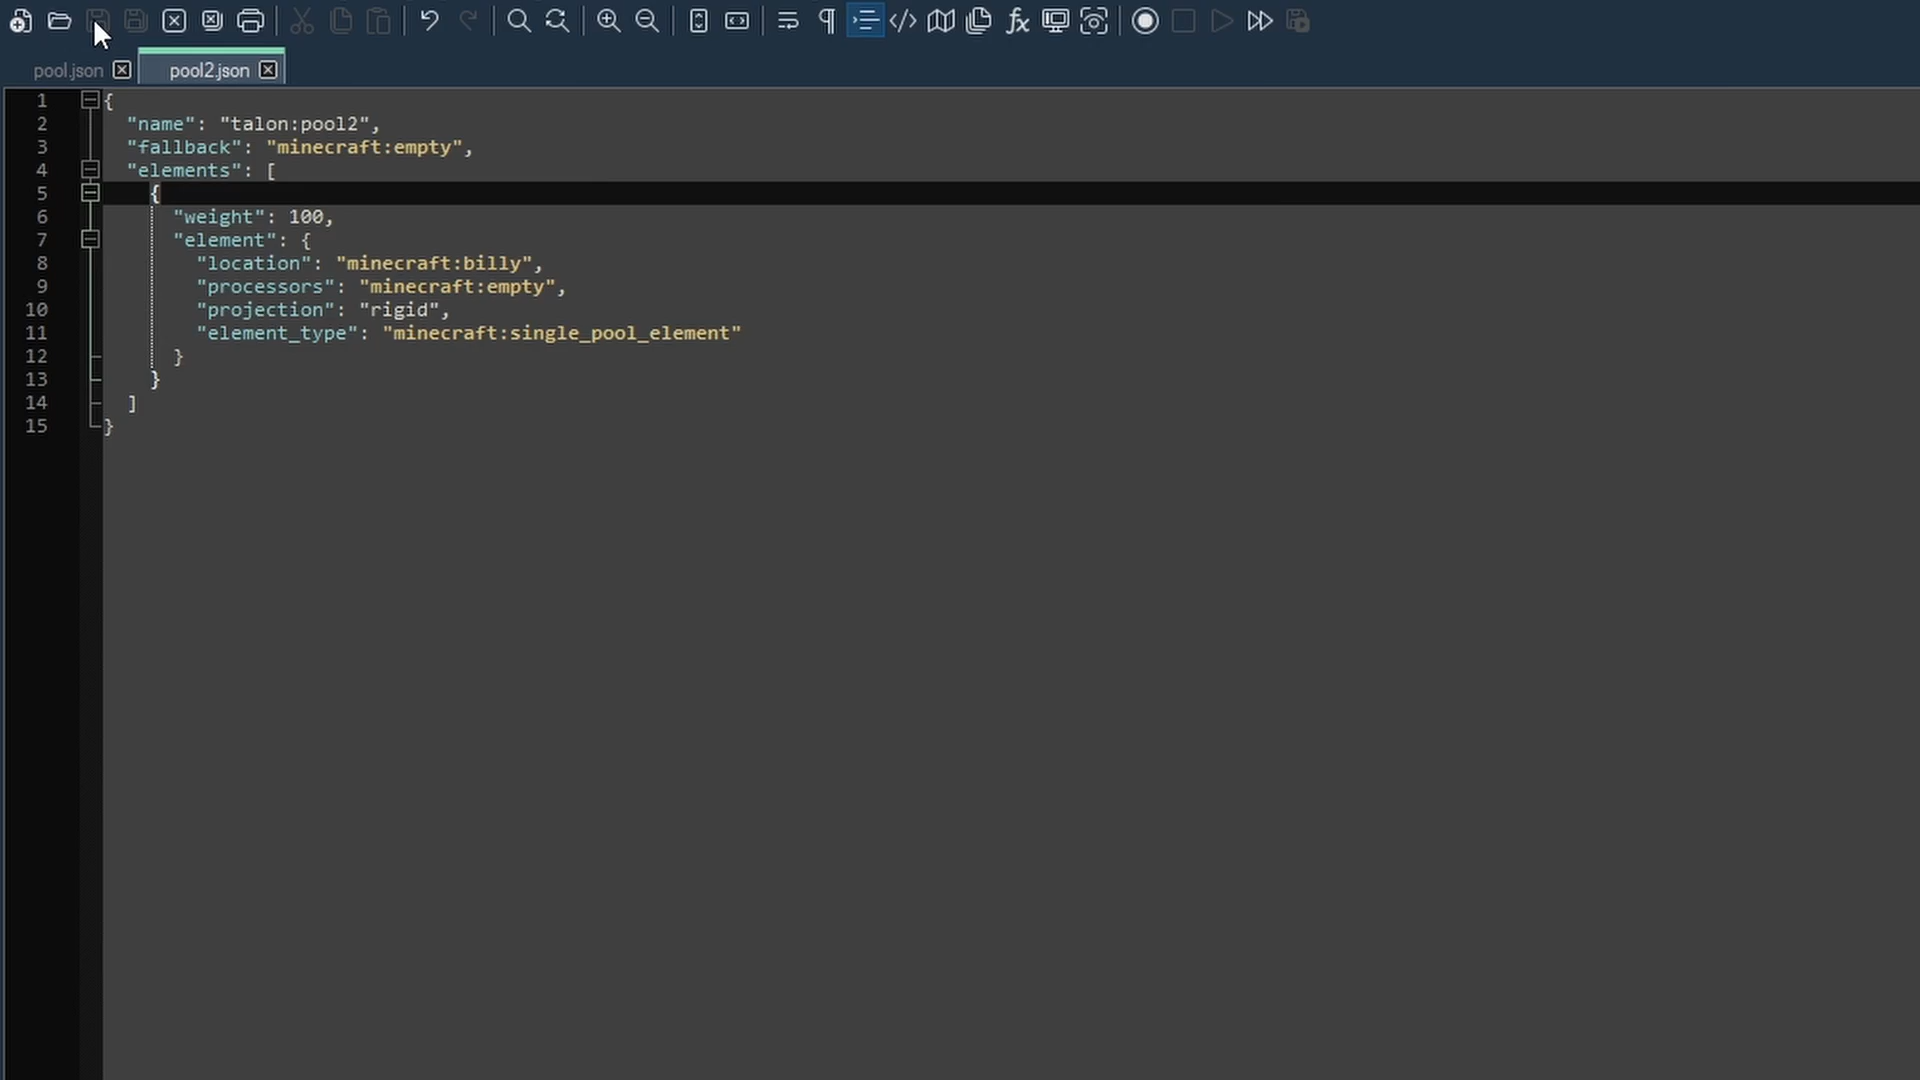 pool.json pool2.json
1 {
2 "name": "talon:pool2",
3 "fallback": "minecraft:empty",
4 "elements": [
5 {
6 "weight": 100,
7 "element": {
8 "location": "minecraft:billy",
9 "processors": "minecraft:empty",
10 "projection": "rigid",
11 "element_type": "minecraft:single_pool_element"
12 }
13 }
14 ]
15 }